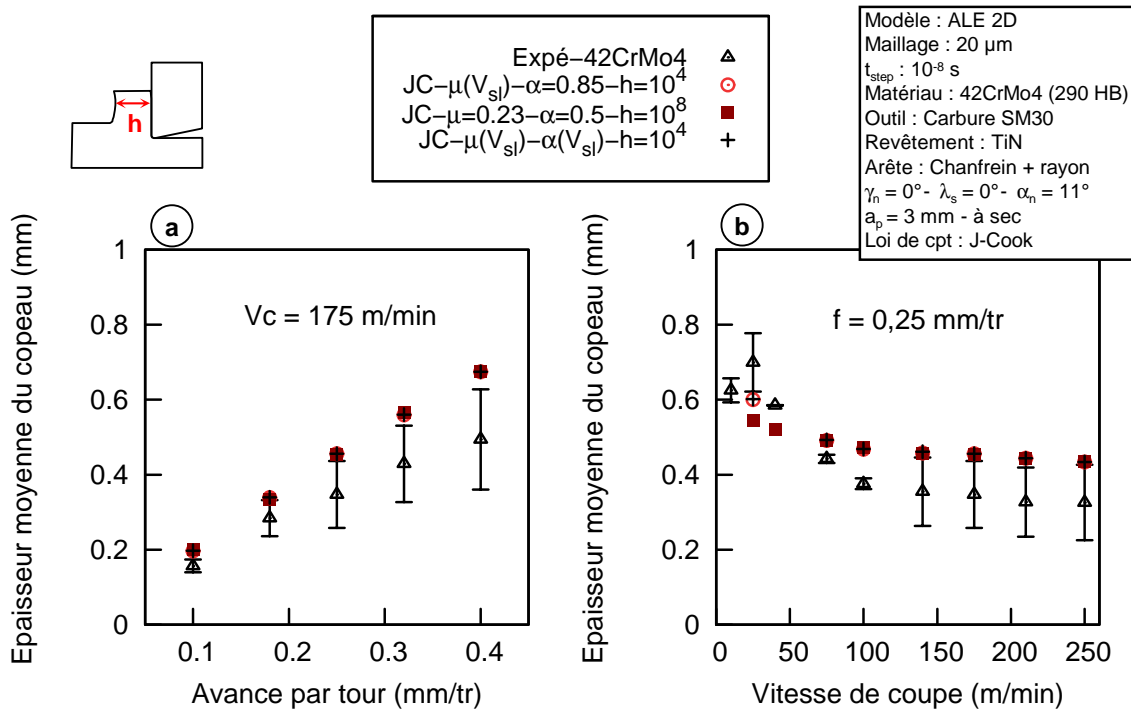 h
Expé−42CrMo4
JC−μ(Vsl)−α=0.85−h=10⁴
JC−μ=0.23−α=0.5−h=10⁸
JC−μ(Vsl)−α(Vsl)−h=10⁴
Modèle : ALE 2D
Maillage : 20 µm
tstep : 10⁻⁸ s
Matériau : 42CrMo4 (290 HB)
Outil : Carbure SM30
Revêtement : TiN
Arête : Chanfrein + rayon
γn = 0° - λs = 0° - αn = 11°
ap = 3 mm - à sec
Loi de cpt : J-Cook
a
Vc = 175 m/min
Epaisseur moyenne du copeau (mm)
1
0.8
0.6
0.4
0.2
0
0.1 0.2 0.3 0.4
Avance par tour (mm/tr)
b
f = 0,25 mm/tr
Epaisseur moyenne du copeau (mm)
1
0.8
0.6
0.4
0.2
0
0 50 100 150 200 250
Vitesse de coupe (m/min)